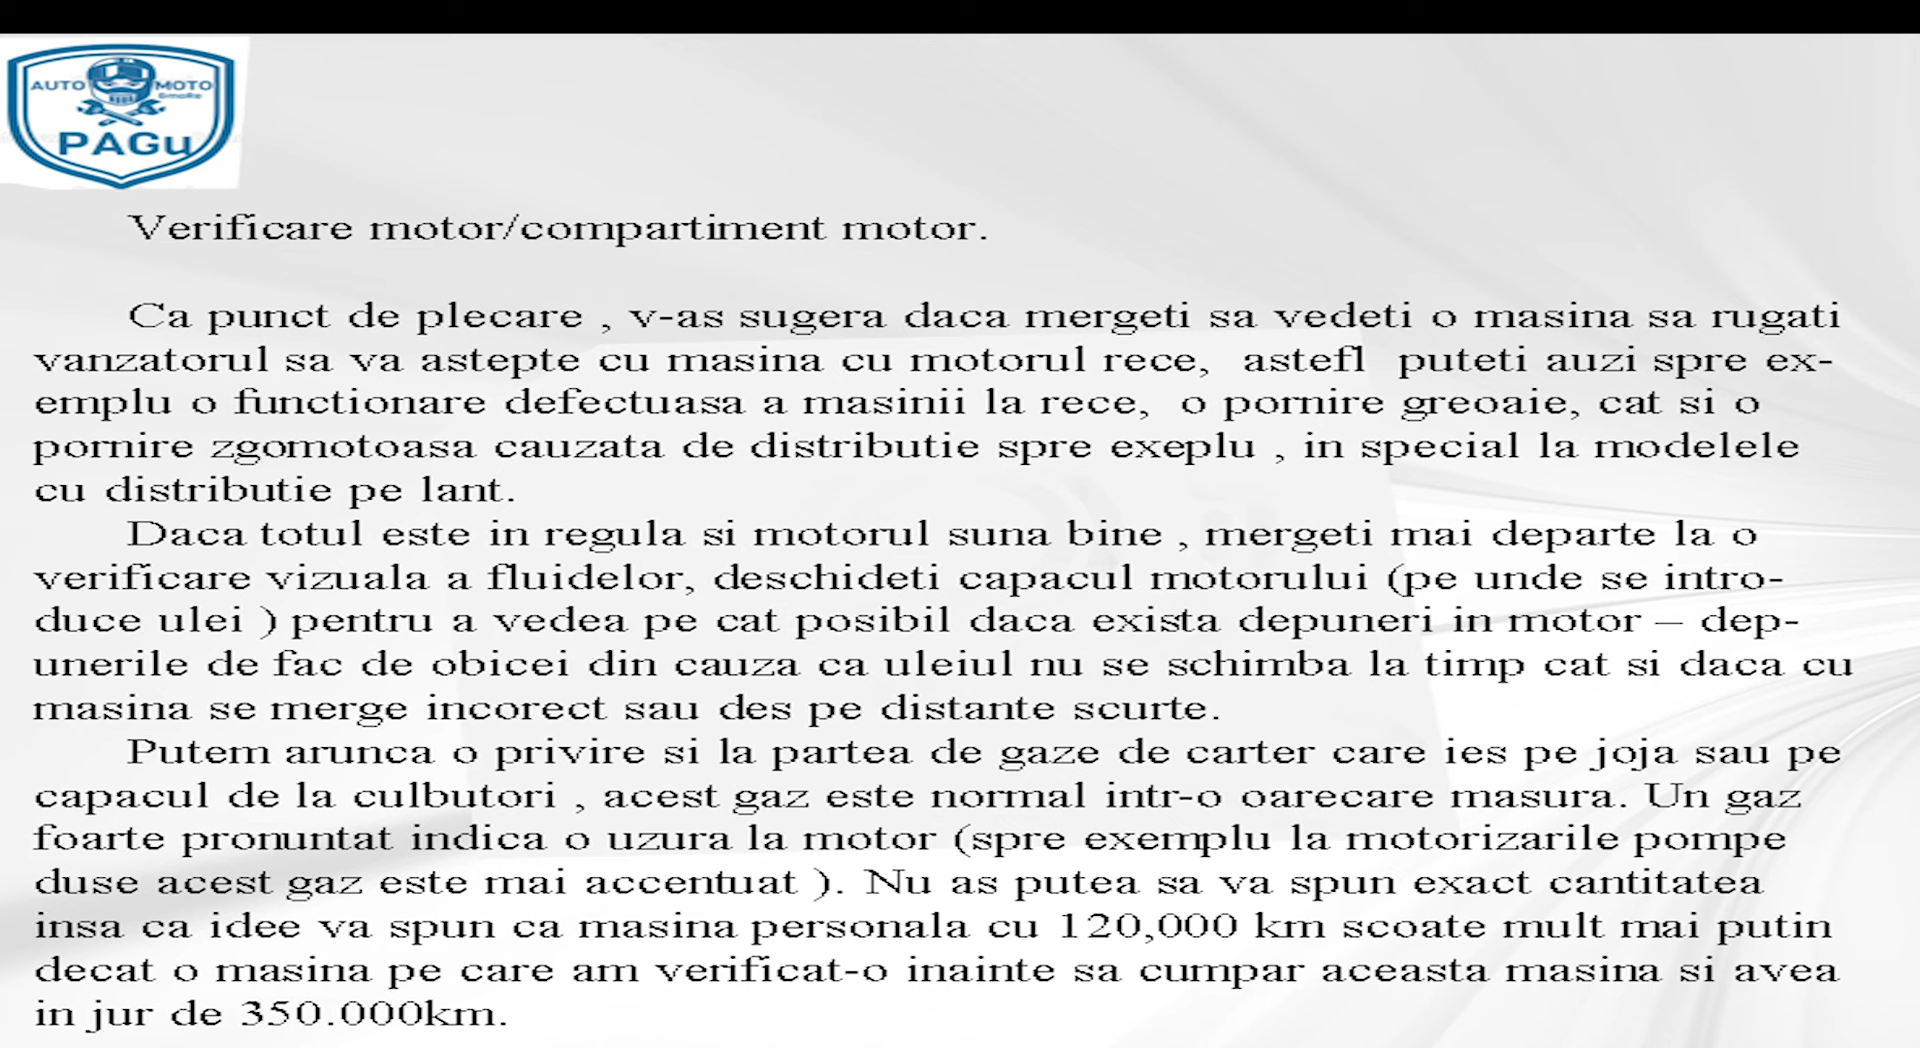 AUTO MOTO
PAGu
Verificare motor/compartiment motor.
Ca punct de plecare , v-as sugera daca mergeti sa vedeti o masina sa rugati
vanzatorul sa va astepte cu masina cu motorul rece, astefl puteti auzi spre ex-
emplu o functionare defectuasa a masinii la rece, o pornire greoaie, cat si o
pornire zgomotoasa cauzata de distributie spre exeplu , in special la modelele
cu distributie pe lant.
Daca totul este in regula si motorul suna bine , mergeti mai departe la o
verificare vizuala a fluidelor, deschideti capacul motorului (pe unde se intro-
duce ulei ) pentru a vedea pe cat posibil daca exista depuneri in motor – dep-
unerile de fac de obicei din cauza ca uleiul nu se schimba la timp cat si daca cu
masina se merge incorect sau des pe distante scurte.
Putem arunca o privire si la partea de gaze de carter care ies pe joja sau pe
capacul de la culbutori , acest gaz este normal intr-o oarecare masura. Un gaz
foarte pronuntat indica o uzura la motor (spre exemplu la motorizarile pompe
duse acest gaz este mai accentuat ). Nu as putea sa va spun exact cantitatea
insa ca idee va spun ca masina personala cu 120,000 km scoate mult mai putin
decat o masina pe care am verificat-o inainte sa cumpar aceasta masina si avea
in jur de 350.000km.